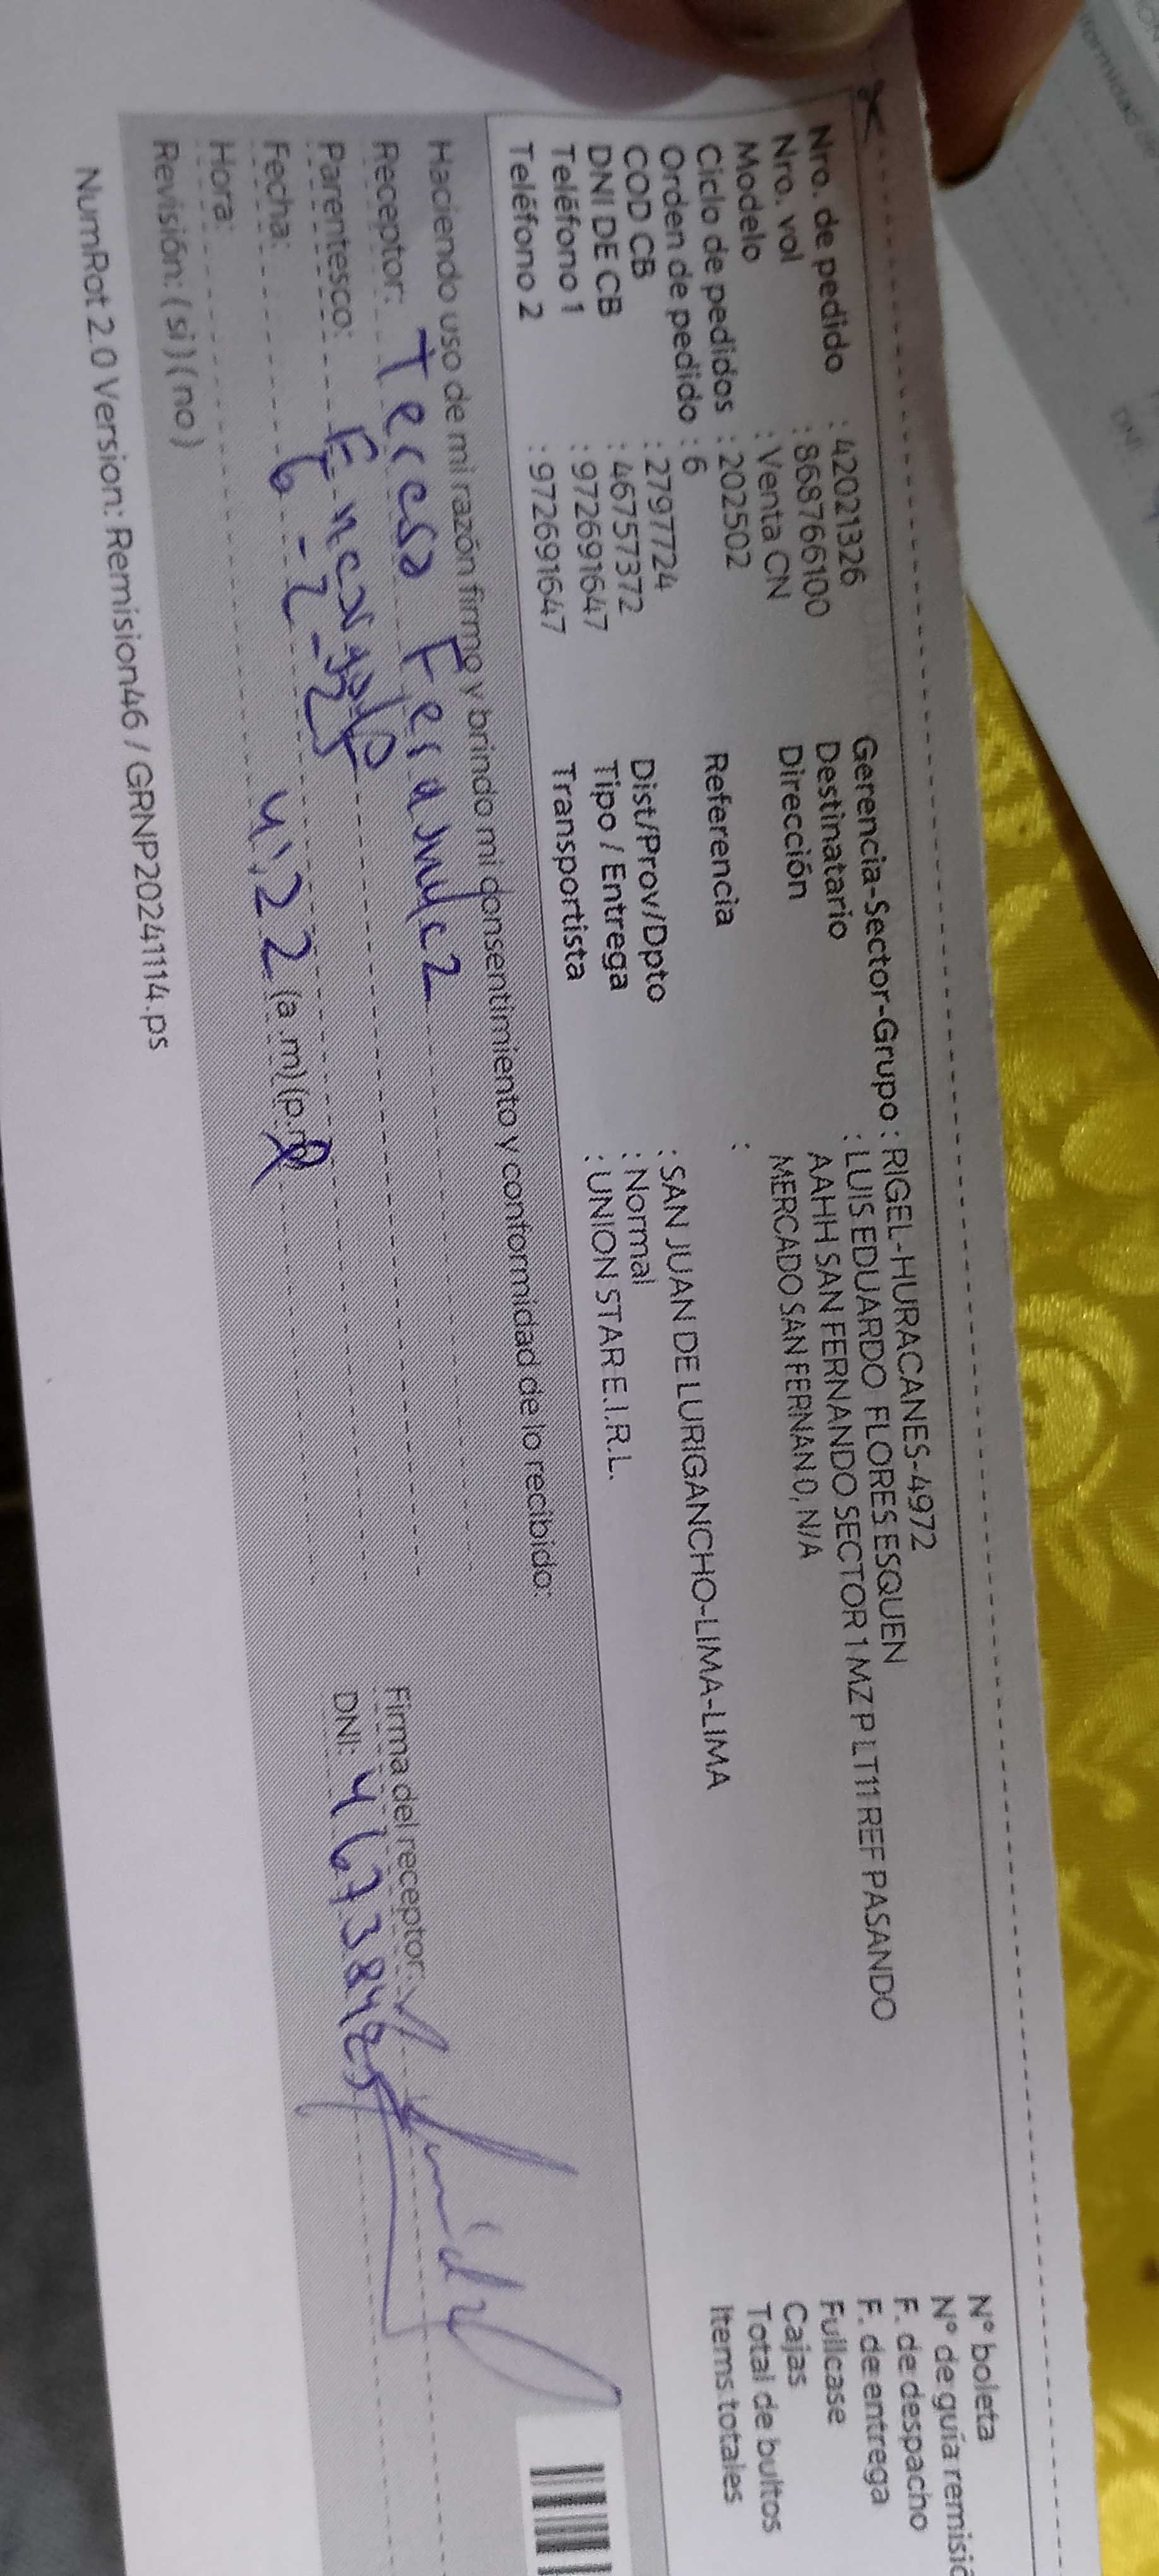 Nro. de pedido : 42021326
Nro. vol : 868766100
Modelo : Venta CN
Ciclo de pedidos : 202502
Orden de pedido : 6
COD CB : 2797724
DNI DE CB : 46757372
Teléfono 1 : 972691647
Teléfono 2 : 972691647
Gerencia-Sector-Grupo : RIGEL-HURACANES-4972
Destinatario : LUIS EDUARDO FLORES ESQUEN
Dirección AAHH SAN FERNANDO SECTOR 1 MZ P LT11 REF PASANDO
MERCADO SAN FERNAN 0, N/A
Referencia :
Dist/Prov/Dpto : SAN JUAN DE LURIGANCHO-LIMA-LIMA
Tipo / Entrega : Normal
Transportista : UNION STAR E.I.R.L.
N° boleta
N° de guía remisió
F. de despacho
F. de entrega
Fullcase
Cajas
Total de bultos
Items totales
Haciendo uso de mi razón firmo y brindo mi consentimiento y conformidad de lo recibido:
Receptor: Teresa
Parentesco:
Fecha: 6-2-25
Hora: 4:22 (a.m) (p.m)
Revisión: (si) (no)
Firma del receptor:
DNI:
NumRot 2.0 Version: Remision46 / GRNP20241114.ps
DNI